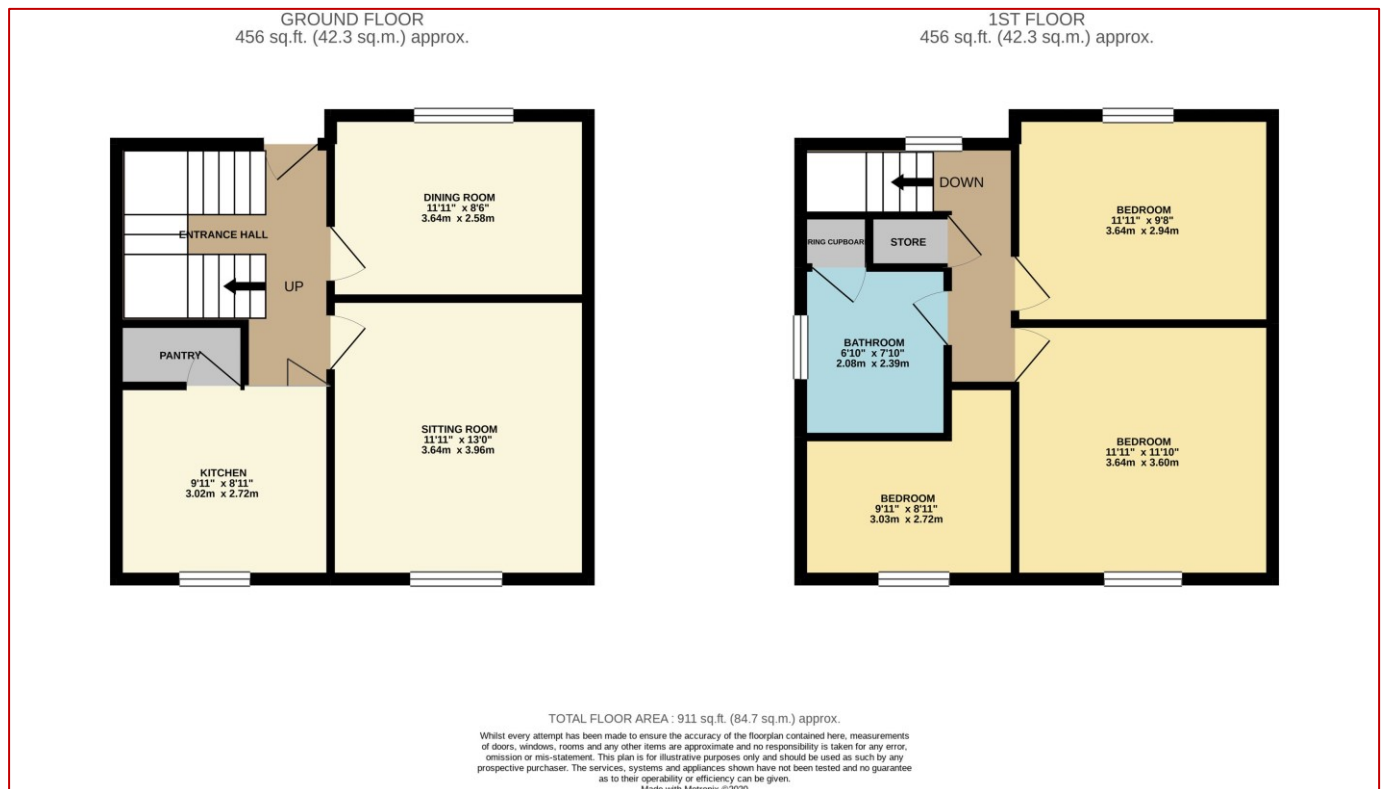 GROUND FLOOR
456 sq.ft. (42.3 sq.m.) approx.
DINING ROOM
11'11" x 8'6"
3.64m x 2.58m
ENTRANCE HALL
UP
PANTRY
SITTING ROOM
11'11" x 13'0"
3.64m x 3.96m
KITCHEN
9'11" x 8'11"
3.02m x 2.72m
1ST FLOOR
456 sq.ft. (42.3 sq.m.) approx.
DOWN
BEDROOM
11'11" x 9'8"
3.64m x 2.94m
RING CUPBOAR
STORE
BATHROOM
6'10" x 7'10"
2.08m x 2.39m
BEDROOM
11'11" x 11'10"
3.64m x 3.60m
BEDROOM
9'11" x 8'11"
3.03m x 2.72m
TOTAL FLOOR AREA : 911 sq.ft. (84.7 sq.m.) approx.
Whilst every attempt has been made to ensure the accuracy of the floorplan contained here, measurements
of doors, windows, rooms and any other items are approximate and no responsibility is taken for any error,
omission or mis-statement. This plan is for illustrative purposes only and should be used as such by any
prospective purchaser. The services, systems and appliances shown have not been tested and no guarantee
as to their operability or efficiency can be given.
Made with Metropix ©2020